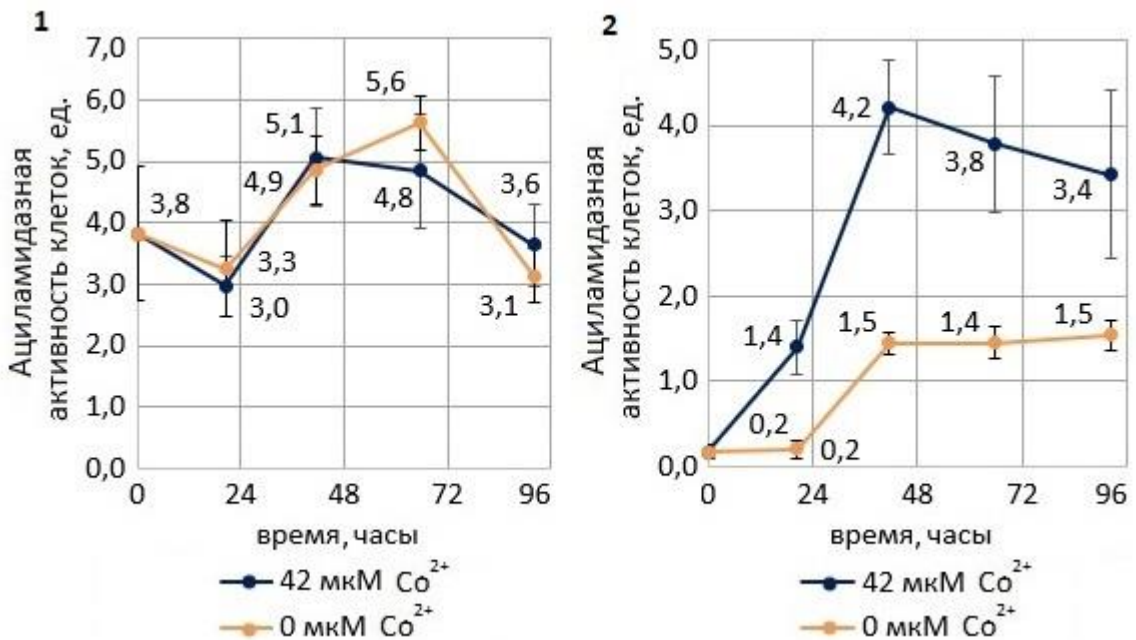 1
Ациламидазная
активность клеток, ед.
7,0
6,0
5,0
4,0
3,0
2,0
1,0
0,0
3,8
3,3
3,0
5,1
4,9
5,6
4,8
3,6
3,1
0 24 48 72 96
время, часы
42 мкМ Co²⁺
0 мкМ Co²⁺
2
Ациламидазная
активность клеток, ед.
5,0
4,0
3,0
2,0
1,0
0,0
4,2
3,8
3,4
1,4
1,5
1,4
1,5
0,2
0,2
0 24 48 72 96
время, часы
42 мкМ Co²⁺
0 мкМ Co²⁺